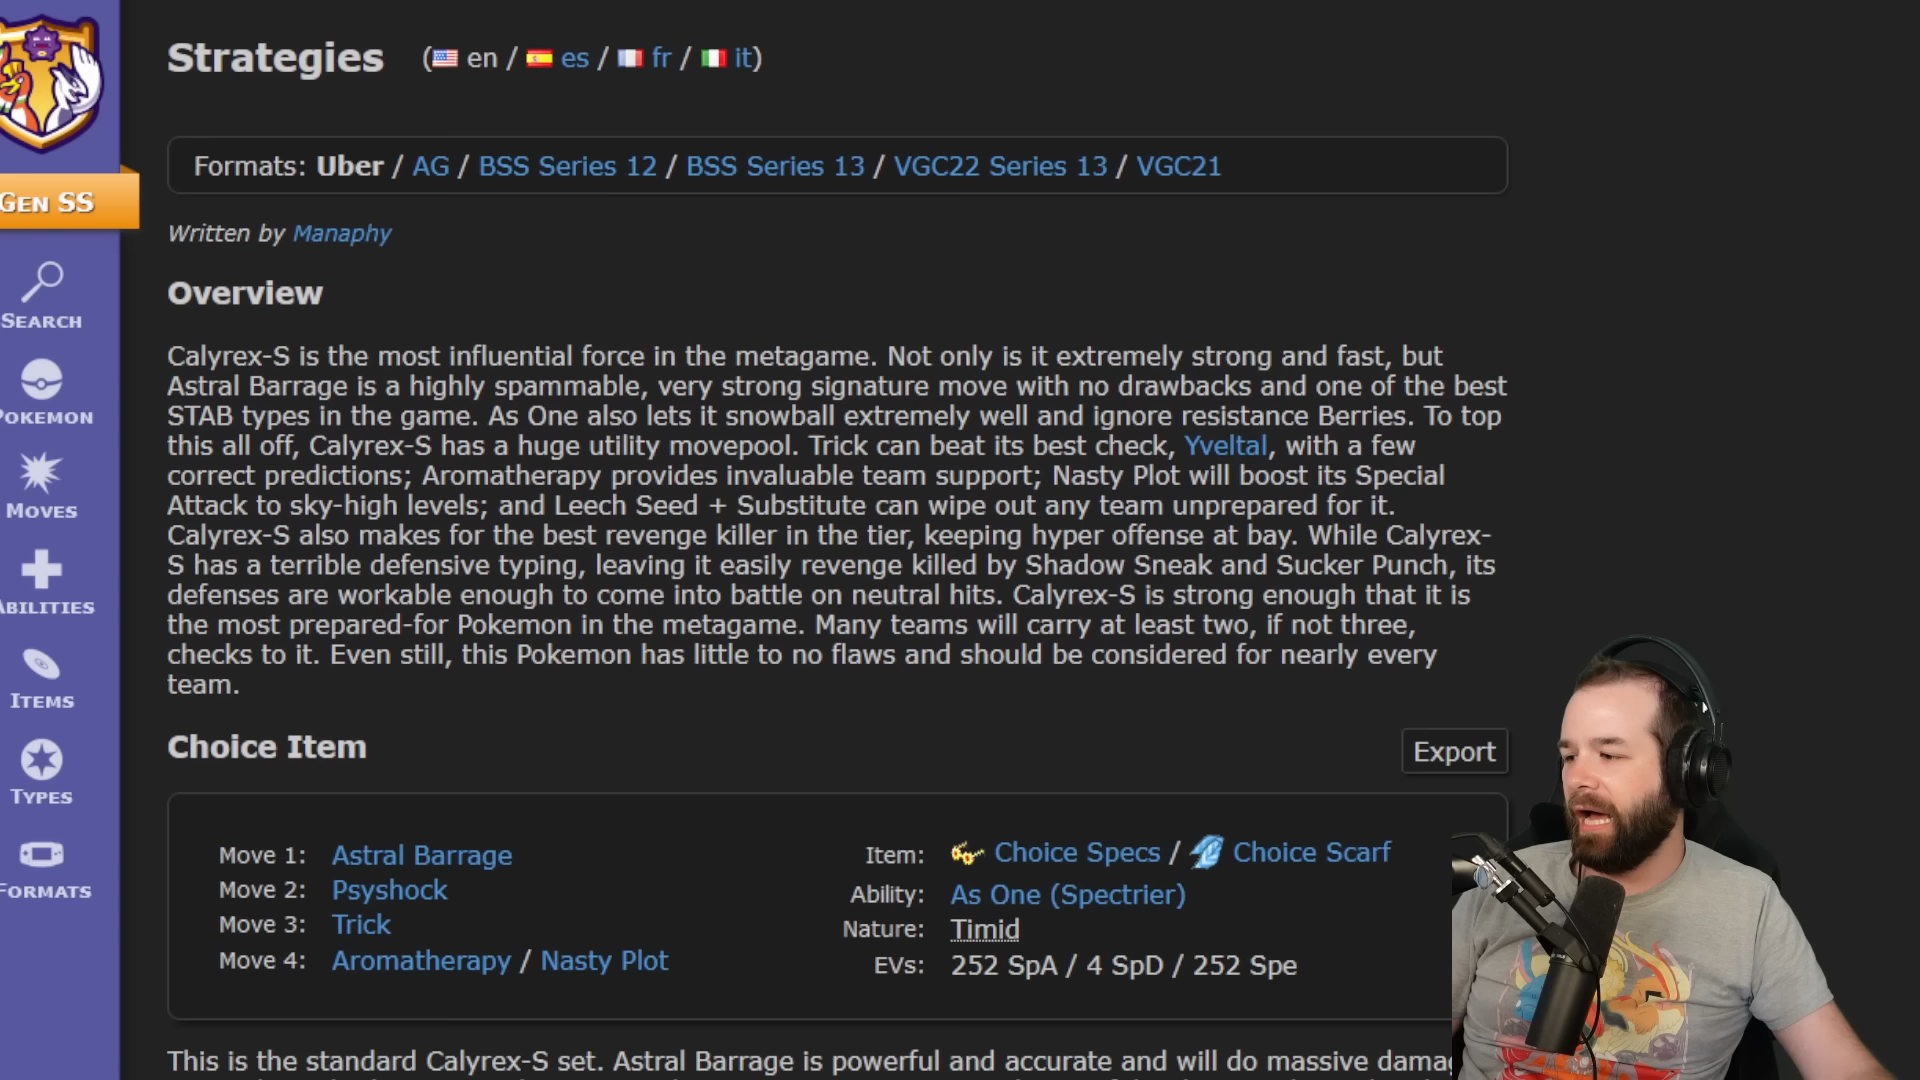 Strategies (en / es / fr / it)
Formats: Uber / AG / BSS Series 12 / BSS Series 13 / VGC22 Series 13 / VGC21
GEN SS
Written by Manaphy
SEARCH
Overview
Calyrex-S is the most influential force in the metagame. Not only is it extremely strong and fast, but
Astral Barrage is a highly spammable, very strong signature move with no drawbacks and one of the best
STAB types in the game. As One also lets it snowball extremely well and ignore resistance Berries. To top
this all off, Calyrex-S has a huge utility movepool. Trick can beat its best check, Yveltal, with a few
correct predictions; Aromatherapy provides invaluable team support; Nasty Plot will boost its Special
Attack to sky-high levels; and Leech Seed + Substitute can wipe out any team unprepared for it.
Calyrex-S also makes for the best revenge killer in the tier, keeping hyper offense at bay. While Calyrex-
S has a terrible defensive typing, leaving it easily revenge killed by Shadow Sneak and Sucker Punch, its
defenses are workable enough to come into battle on neutral hits. Calyrex-S is strong enough that it is
the most prepared-for Pokemon in the metagame. Many teams will carry at least two, if not three,
checks to it. Even still, this Pokemon has little to no flaws and should be considered for nearly every
team.
POKEMON
MOVES
ABILITIES
ITEMS
TYPES
FORMATS
Choice Item
Export
Move 1: Astral Barrage
Move 2: Psyshock
Move 3: Trick
Move 4: Aromatherapy / Nasty Plot
Item: Choice Specs / Choice Scarf
Ability: As One (Spectrier)
Nature: Timid
EVs: 252 SpA / 4 SpD / 252 Spe
This is the standard Calyrex-S set. Astral Barrage is powerful and accurate and will do massive damag